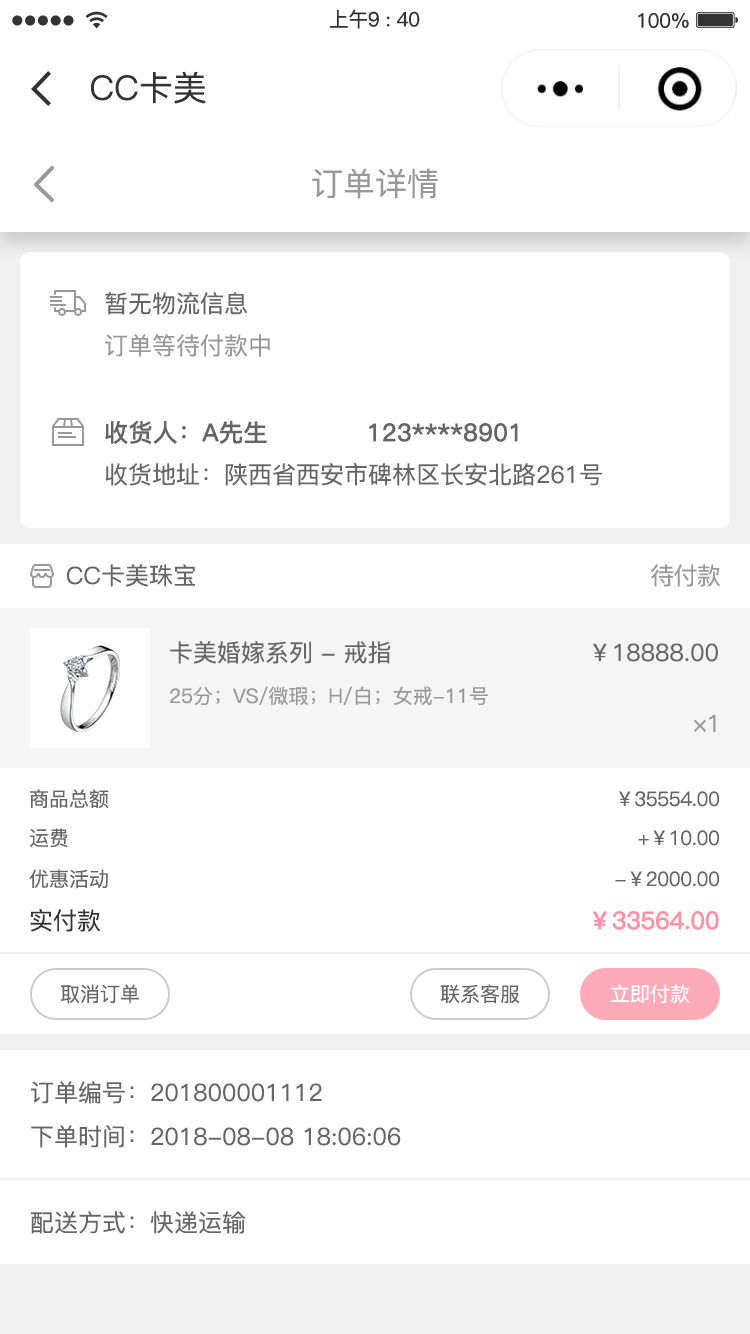 上午9 : 40
100%
CC卡美
订单详情
暂无物流信息
订单等待付款中
收货人：A先生 123****8901
收货地址：陕西省西安市碑林区长安北路261号
CC卡美珠宝 待付款
卡美婚嫁系列 – 戒指 ¥18888.00
25分；VS/微瑕；H/白；女戒–11号
×1
商品总额 ¥35554.00
运费 +¥10.00
优惠活动 –¥2000.00
实付款 ¥33564.00
取消订单 联系客服 立即付款
订单编号：201800001112
下单时间：2018–08–08 18:06:06
配送方式：快递运输